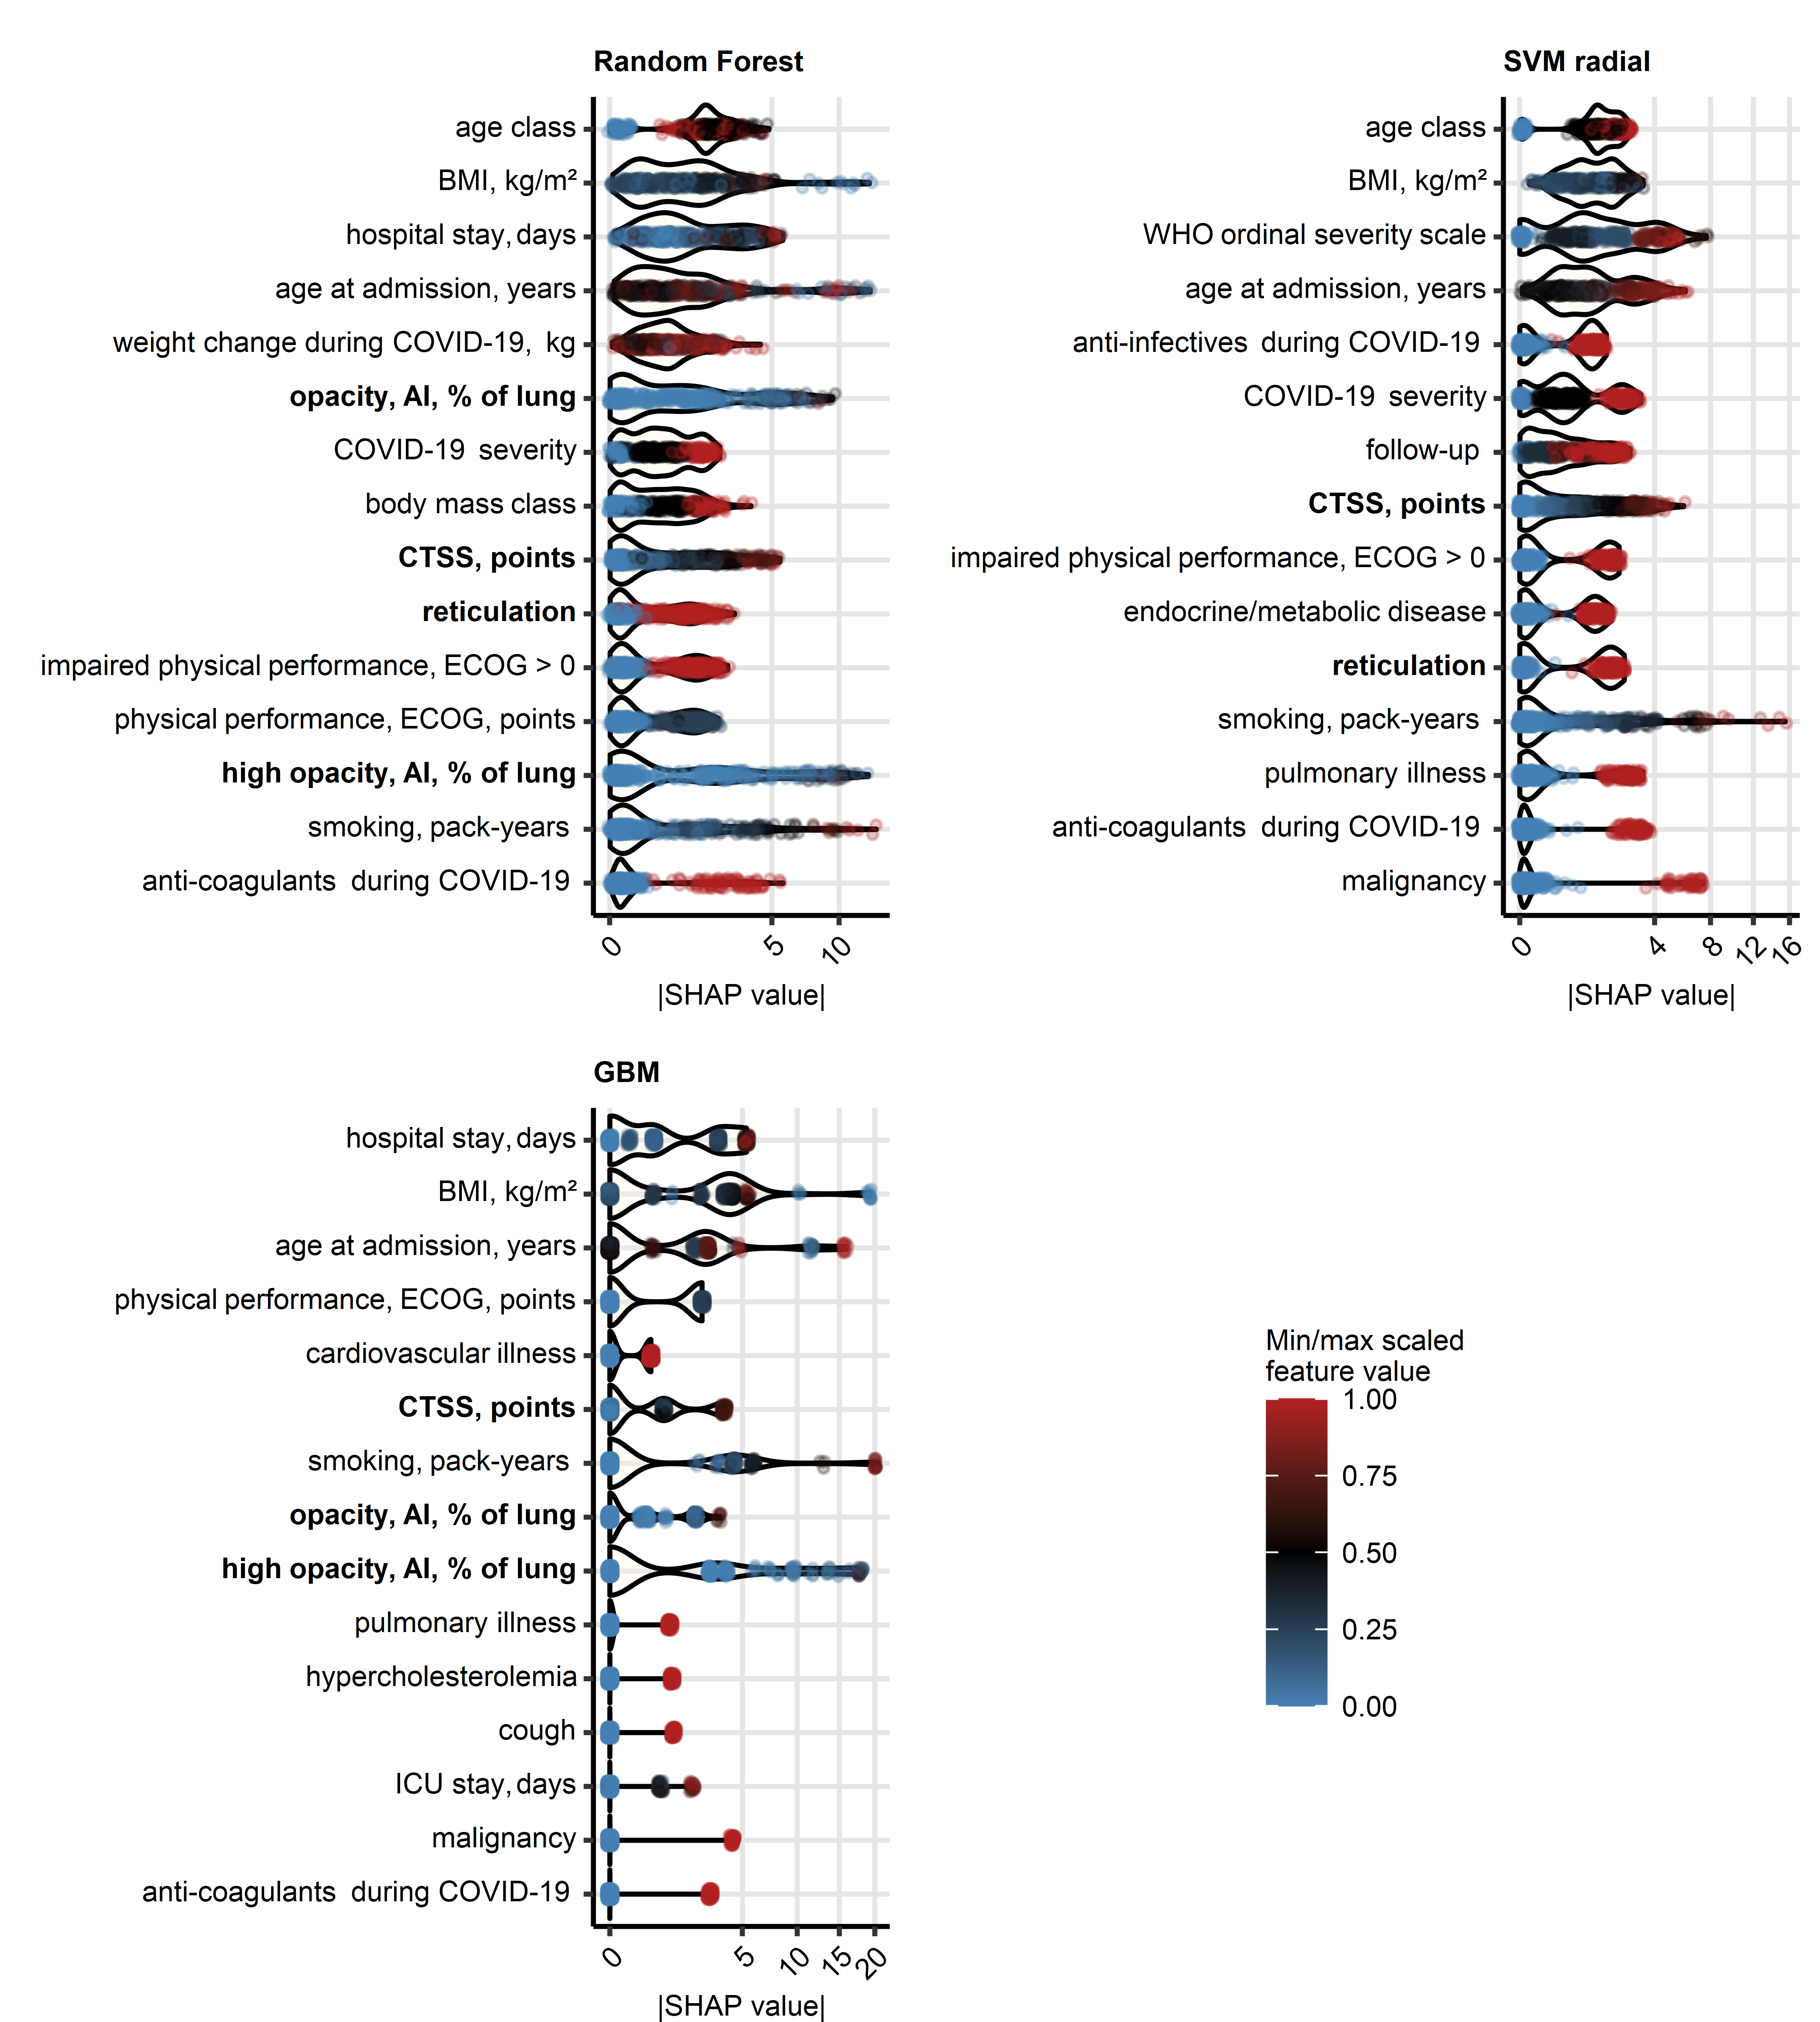 Random Forest
age class
BMI, kg/m²
hospital stay, days
age at admission, years
weight change during COVID-19, kg
opacity, AI, % of lung
COVID-19 severity
body mass class
CTSS, points
reticulation
impaired physical performance, ECOG > 0
physical performance, ECOG, points
high opacity, AI, % of lung
smoking, pack-years
anti-coagulants during COVID-19
0 5 10
|SHAP value|
SVM radial
age class
BMI, kg/m²
WHO ordinal severity scale
age at admission, years
anti-infectives during COVID-19
COVID-19 severity
follow-up
CTSS, points
impaired physical performance, ECOG > 0
endocrine/metabolic disease
reticulation
smoking, pack-years
pulmonary illness
anti-coagulants during COVID-19
malignancy
0 4 8 12 16
|SHAP value|
GBM
hospital stay, days
BMI, kg/m²
age at admission, years
physical performance, ECOG, points
cardiovascular illness
CTSS, points
smoking, pack-years
opacity, AI, % of lung
high opacity, AI, % of lung
pulmonary illness
hypercholesterolemia
cough
ICU stay, days
malignancy
anti-coagulants during COVID-19
0 5 10 15 20
|SHAP value|
Min/max scaled
feature value
1.00
0.75
0.50
0.25
0.00